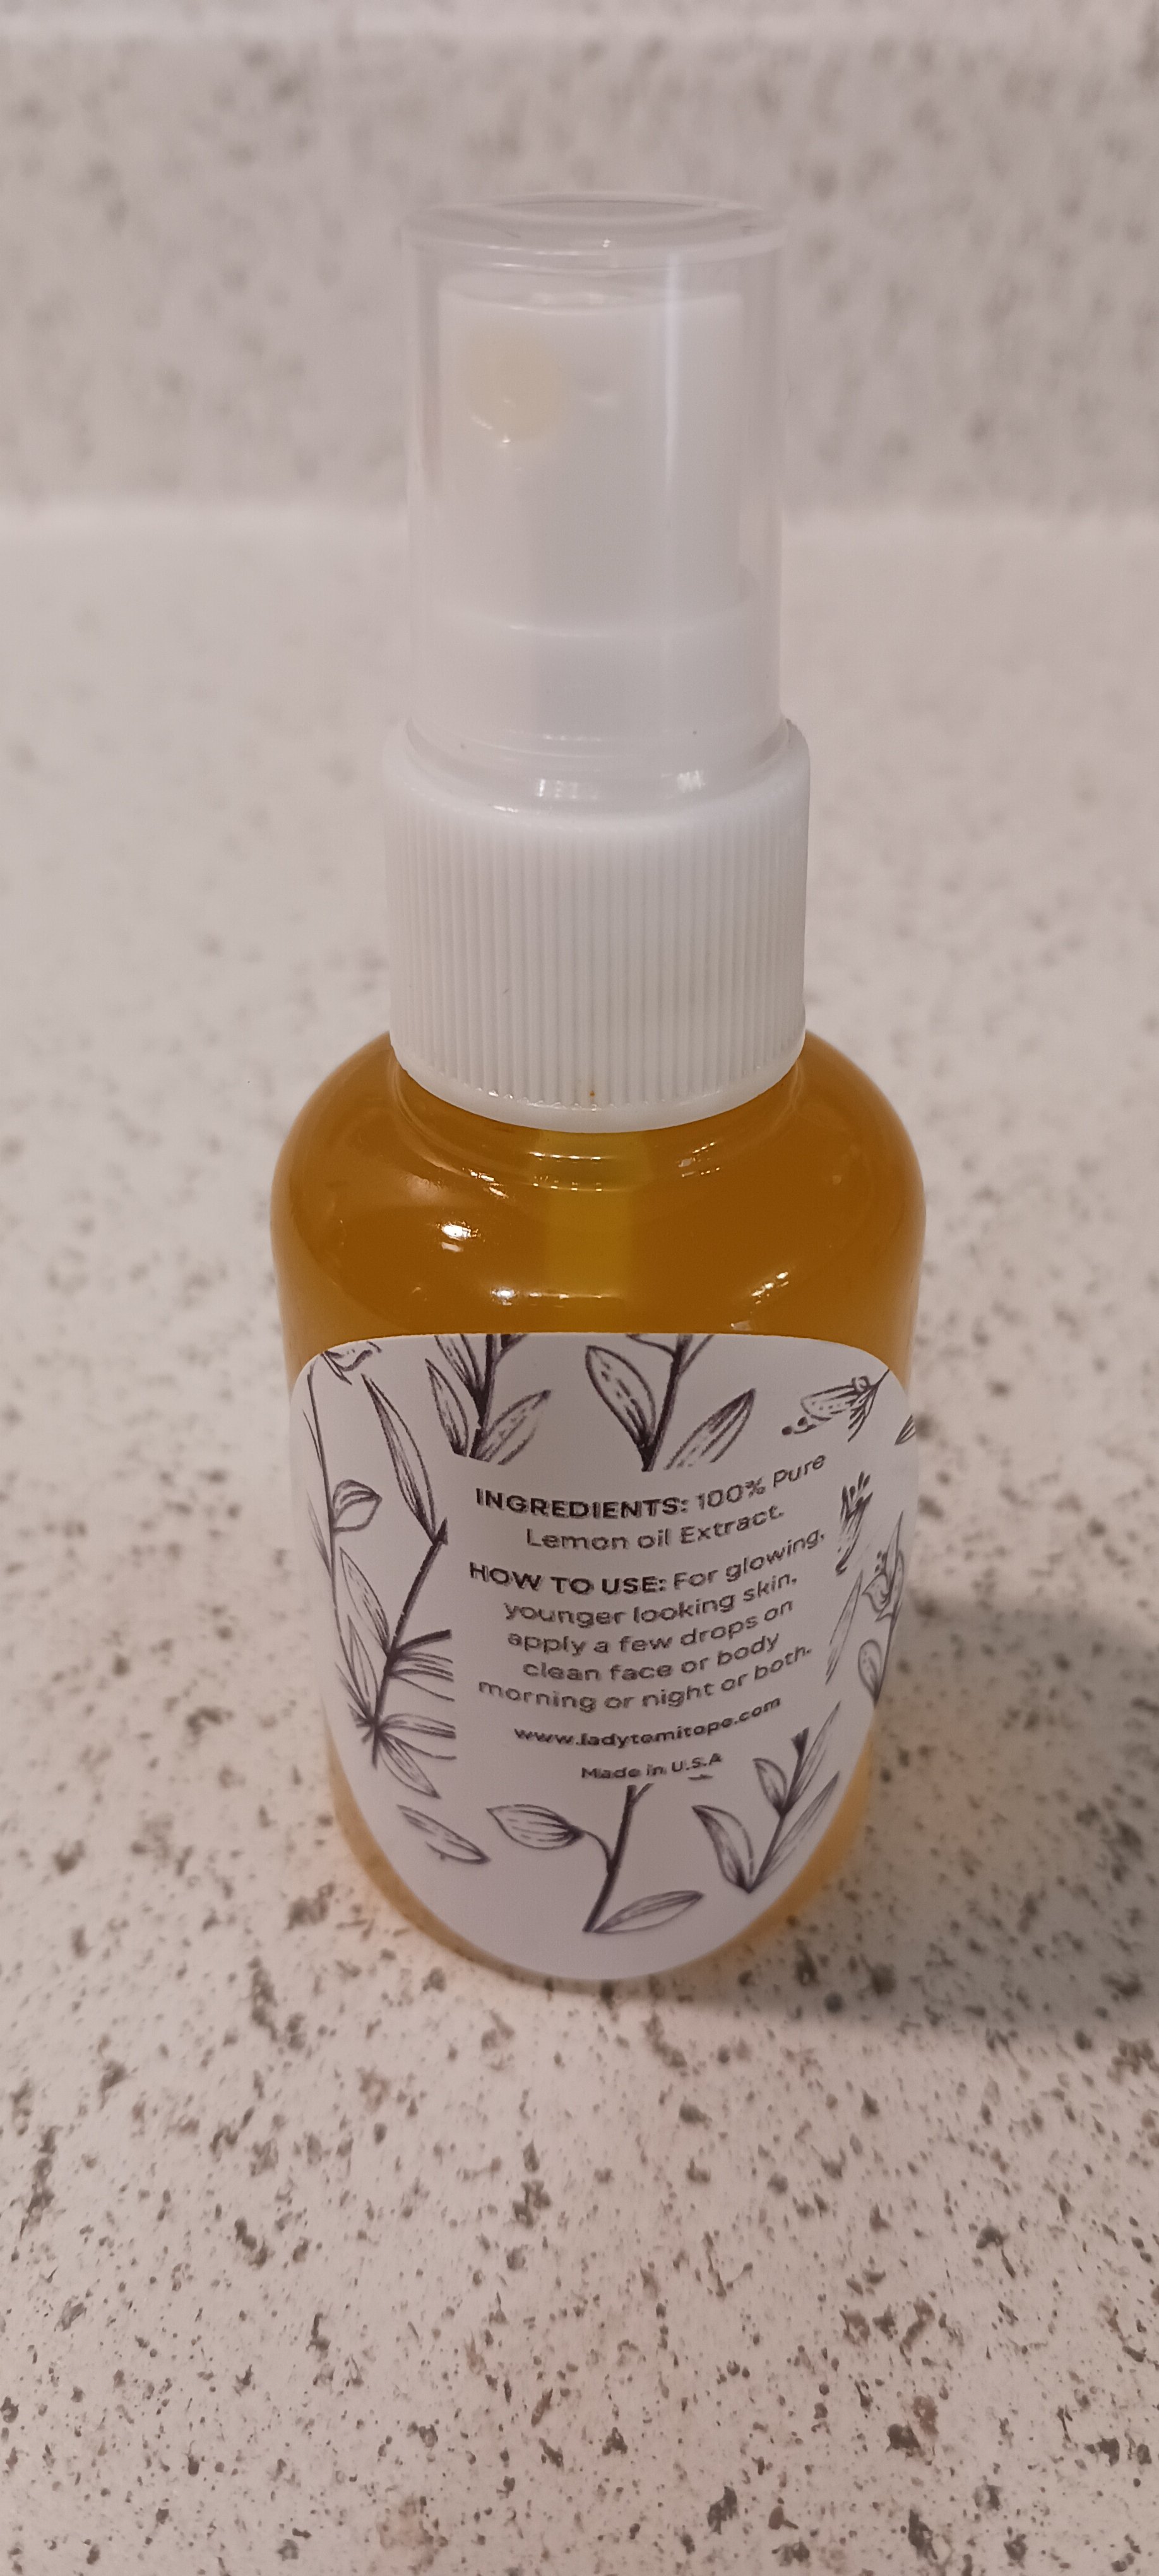 INGREDIENTS: 100% Pure
Lemon oil Extract.
HOW TO USE: For glowing,
younger looking skin,
apply a few drops on
clean face or body
morning or night or both.
www.ladytomitope.com
Made in U.S.A